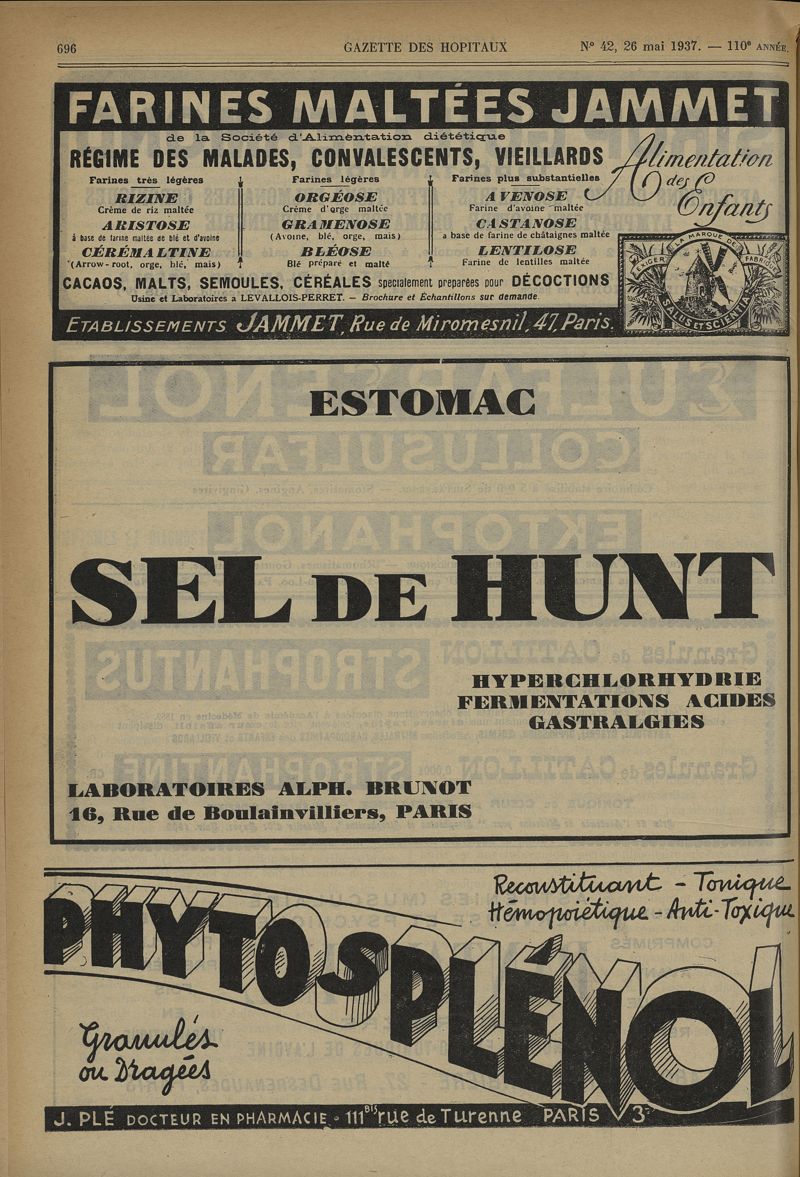 696 GAZETTE DES HOPITAUX N° 42, 26 mai 1937. — 110e ANNÉE.
FARINES MALTÉES JAMMET
de la Société d'Alimentation diététique
RÉGIME DES MALADES, CONVALESCENTS, VIEILLARDS
Alimentation
des
Enfants
Farines très légères
RIZINE
Crème de riz maltée
ARISTOSE
à base de farine maltée de blé et d'avoine
CÉRÉMALTINE
(Arrow-root, orge, blé, maïs)
Farines légères
ORGÉOSE
Crème d'orge maltée
GRAMENOSE
(Avoine, blé, orge, maïs)
BLÉOSE
Blé préparé et malté
Farines plus substantielles
AVENOSE
Farine d'avoine maltée
CASTANOSE
a base de farine de châtaignes maltée
LENTILOSE
Farine de lentilles maltée
EXIGER LA MARQUE DE FABRIQUE
SALUS ET SCIENTIA
CACAOS, MALTS, SEMOULES, CÉRÉALES specialement preparées pour DÉCOCTIONS
Usine et Laboratoires a LEVALLOIS-PERRET. – Brochure et Échantillons sur demande.
ETABLISSEMENTS JAMMET, Rue de Miromesnil, 47, Paris.
ESTOMAC
SEL DE HUNT
HYPERCHLORHYDRIE
FERMENTATIONS ACIDES
GASTRALGIES
LABORATOIRES ALPH. BRUNOT
16, Rue de Boulainvilliers, PARIS
Reconstituant - Tonique
Hémopoiétique - Anti-Toxique
PHYTOSPLÉNOL
Granulés
ou Dragées
J. PLÉ DOCTEUR EN PHARMACIE - 111BIS rue de Turenne PARIS 3e